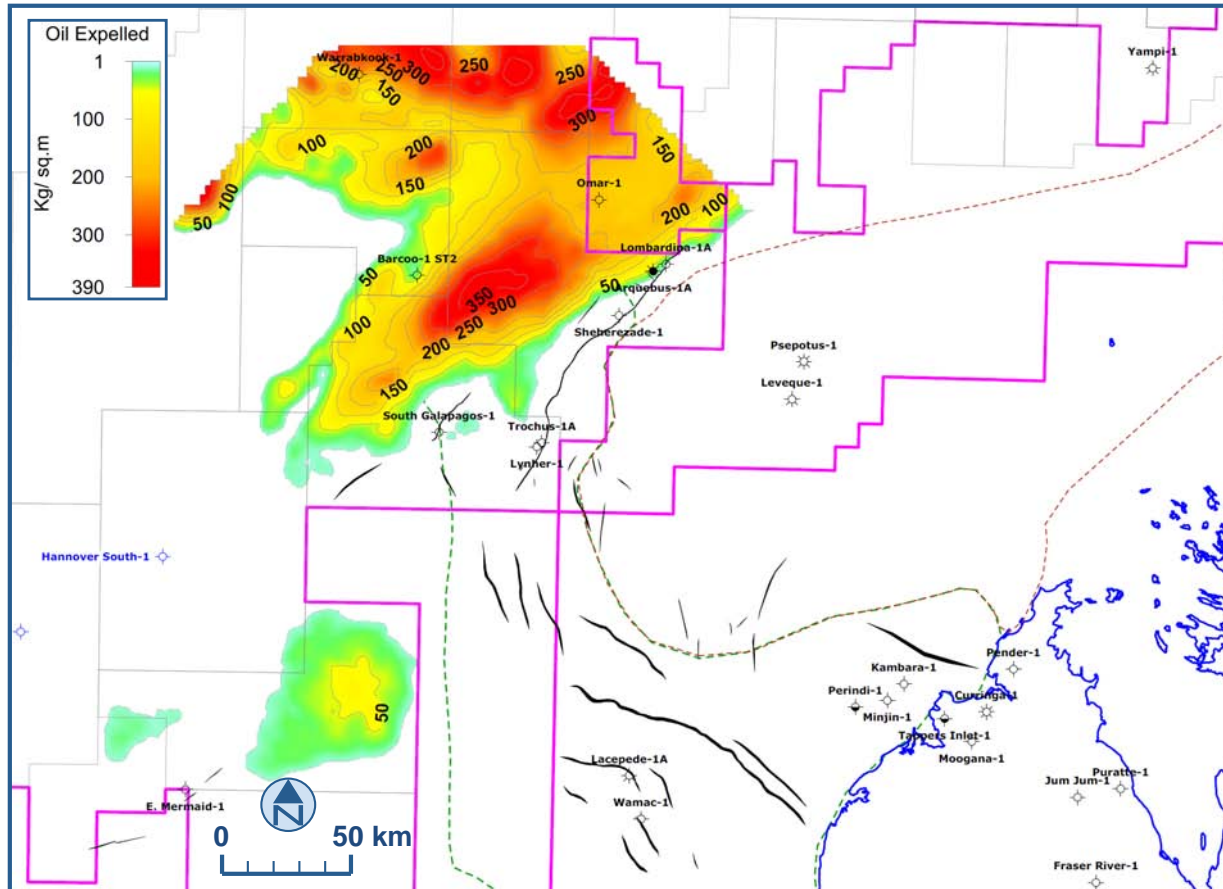 Oil Expelled
1
100
200
300
390
Kg/ sq.m
Warrabkook-1
200
250
300
250
250
150
300
100
200
150
150
50
100
Omar-1
200
100
Yampi-1
Lombardina-1A
Barcoo-1 ST2
50
50
Arquebus-1A
350
300
250
200
100
150
Sheherezade-1
Psepotus-1
Leveque-1
South Galapagos-1
Trochus-1A
Lynher-1
Hannover South-1
50
Pender-1
Kambara-1
Perindi-1
Curringa-1
Minjin-1
Tappers Inlet-1
Moogana-1
Lacepede-1A
Wamac-1
Jum Jum-1
Puratte-1
E. Mermaid-1
N
0
50 km
Fraser River-1